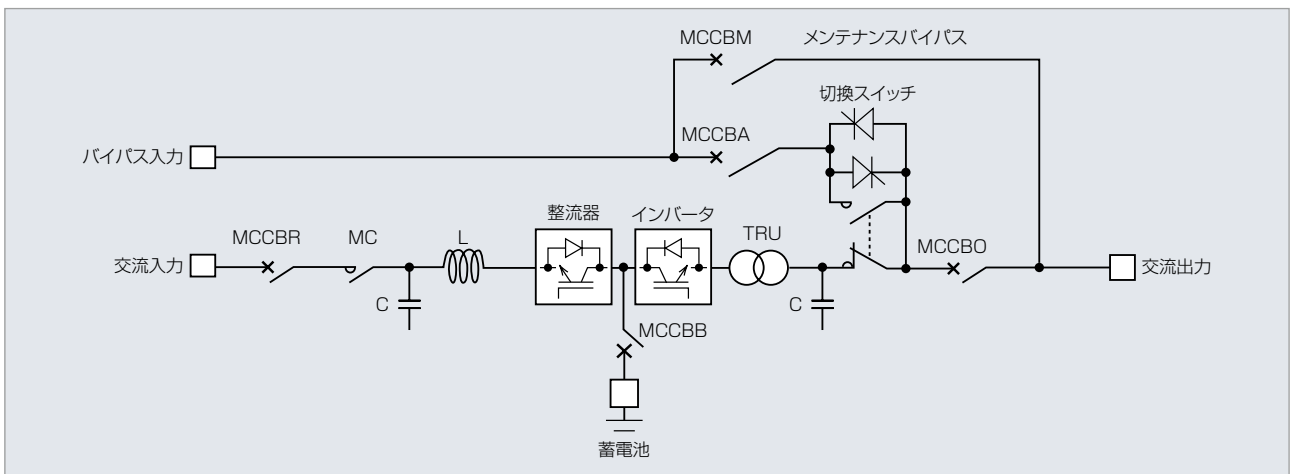 MCCBM
メンテナンスバイパス
切換スイッチ
MCCBA
バイパス入力
整流器
インバータ
MCCBR
MC
L
TRU
MCCBO
交流入力
交流出力
C
C
MCCBB
蓄電池